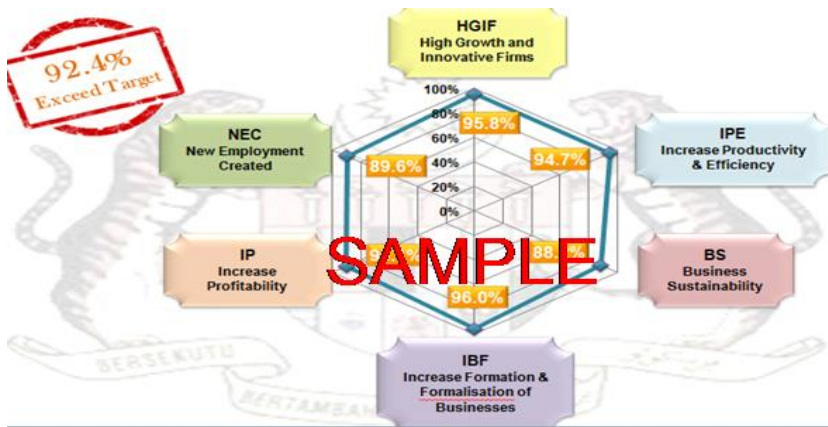 92.4%
Exceed Target
HGIF
High Growth and
Innovative Firms
100%
80%
60%
40%
20%
0%
95.8%
94.7%
89.6%
96.0%
NEC
New Employment
Created
IPE
Increase Productivity
& Efficiency
IP
Increase
Profitability
SAMPLE
BS
Business
Sustainability
IBF
Increase Formation &
Formalisation of
Businesses
BERSEKUTU
BERTAMBAH